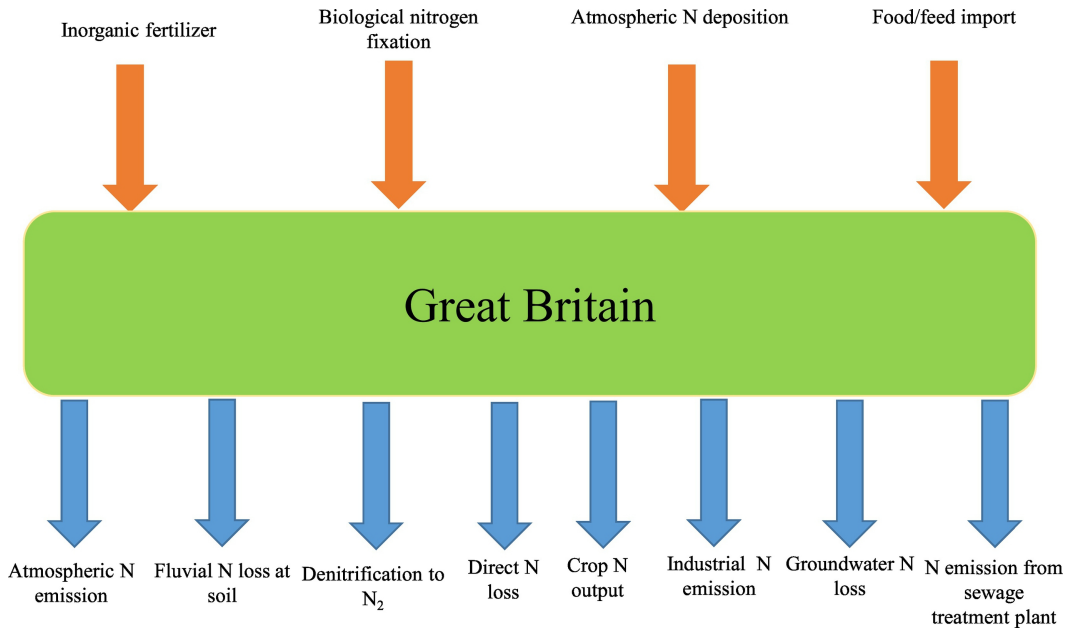 Inorganic fertilizer
Biological nitrogen
fixation
Atmospheric N deposition
Food/feed import
Great Britain
Atmospheric N
emission
Fluvial N loss at
soil
Denitrification to
N₂
Direct N
loss
Crop N
output
Industrial N
emission
Groundwater N
loss
N emission from
sewage
treatment plant